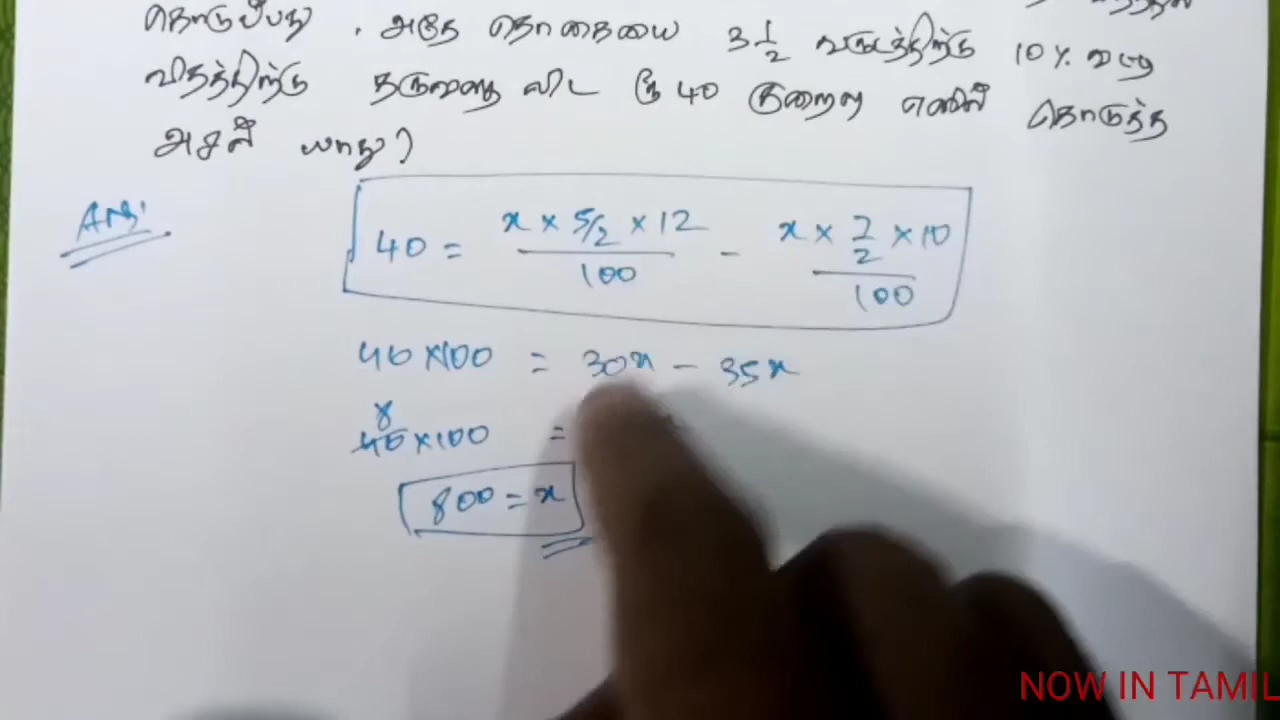 கொடுப்பது . அதே தொகையை 3 1/2 வருடத்திற்கு 10% வட்டி
விதத்திற்கு தருவதை விட ரூ 40 குறைவு எனில் கொடுத்த
அசல் யாது?
Ans:
40 = x × 5/2 × 12 / 100 - x × 7/2 × 10 / 100
40 × 100 = 30x - 35x
8
40 × 100 =
800 = x
NOW IN TAMIL